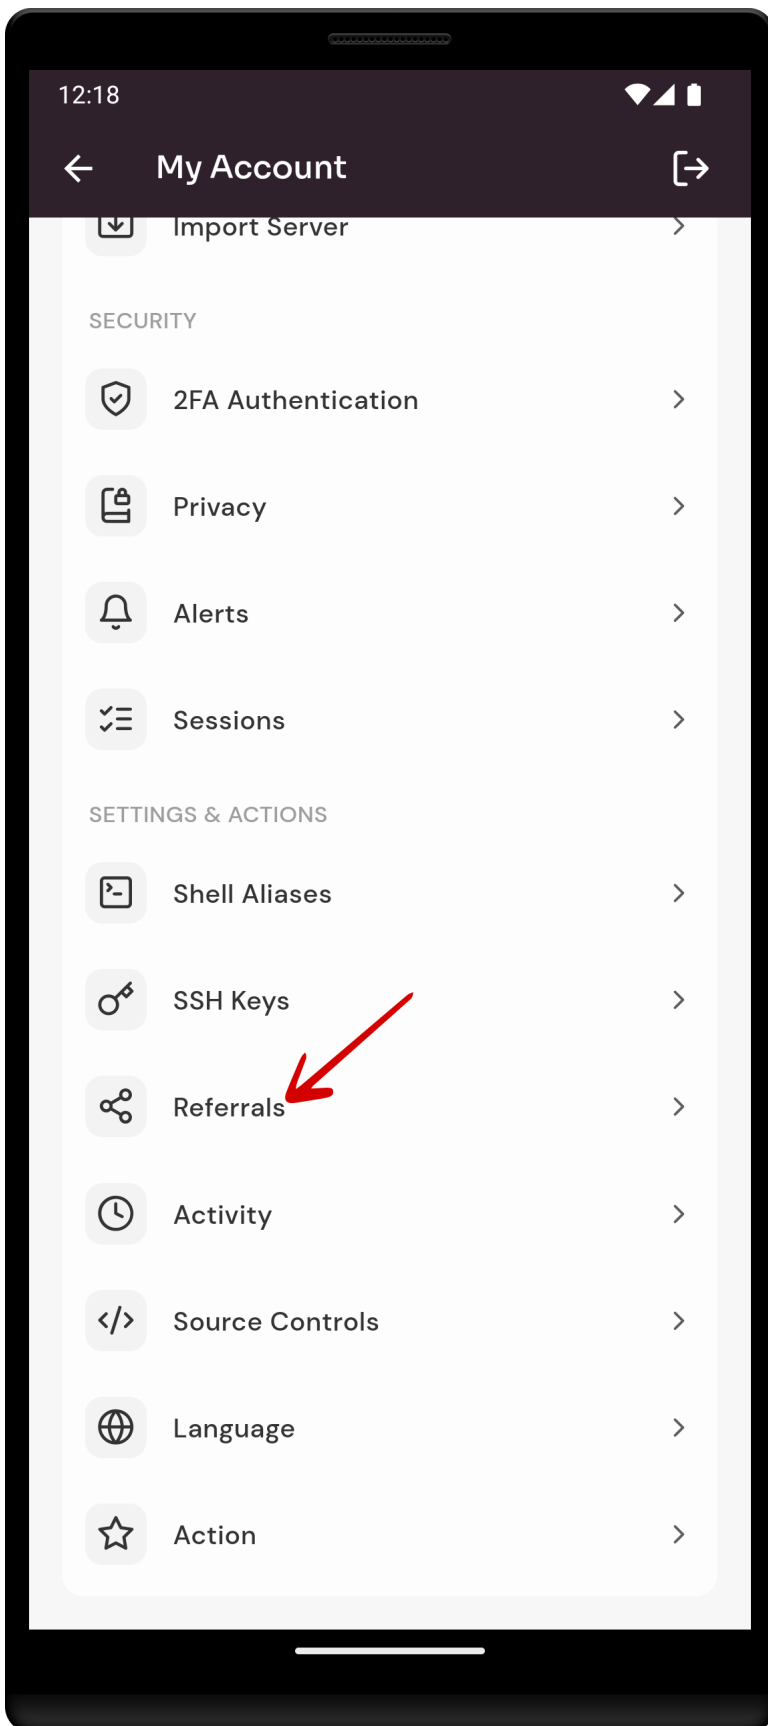 12:18
My Account
Import Server
SECURITY
2FA Authentication
Privacy
Alerts
Sessions
SETTINGS & ACTIONS
Shell Aliases
SSH Keys
Referrals
Activity
Source Controls
Language
Action